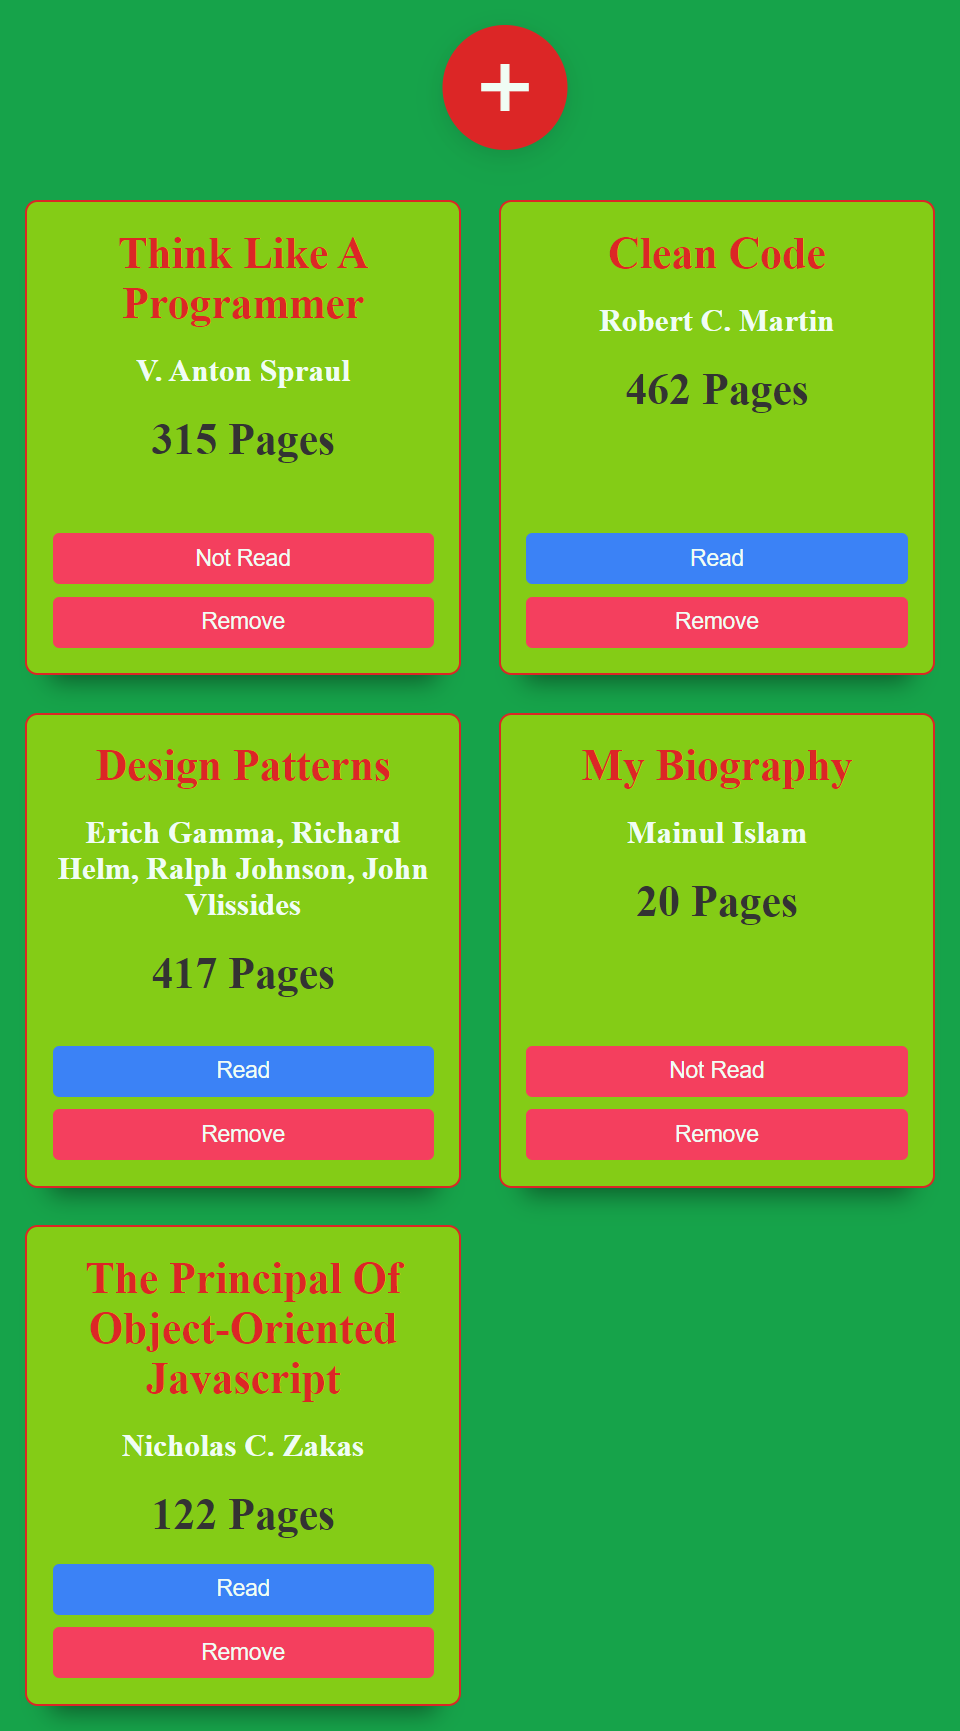 +
Think Like A
Programmer
V. Anton Spraul
315 Pages
Not Read
Remove
Clean Code
Robert C. Martin
462 Pages
Read
Remove
Design Patterns
Erich Gamma, Richard
Helm, Ralph Johnson, John
Vlissides
417 Pages
Read
Remove
My Biography
Mainul Islam
20 Pages
Not Read
Remove
The Principal Of
Object-Oriented
Javascript
Nicholas C. Zakas
122 Pages
Read
Remove